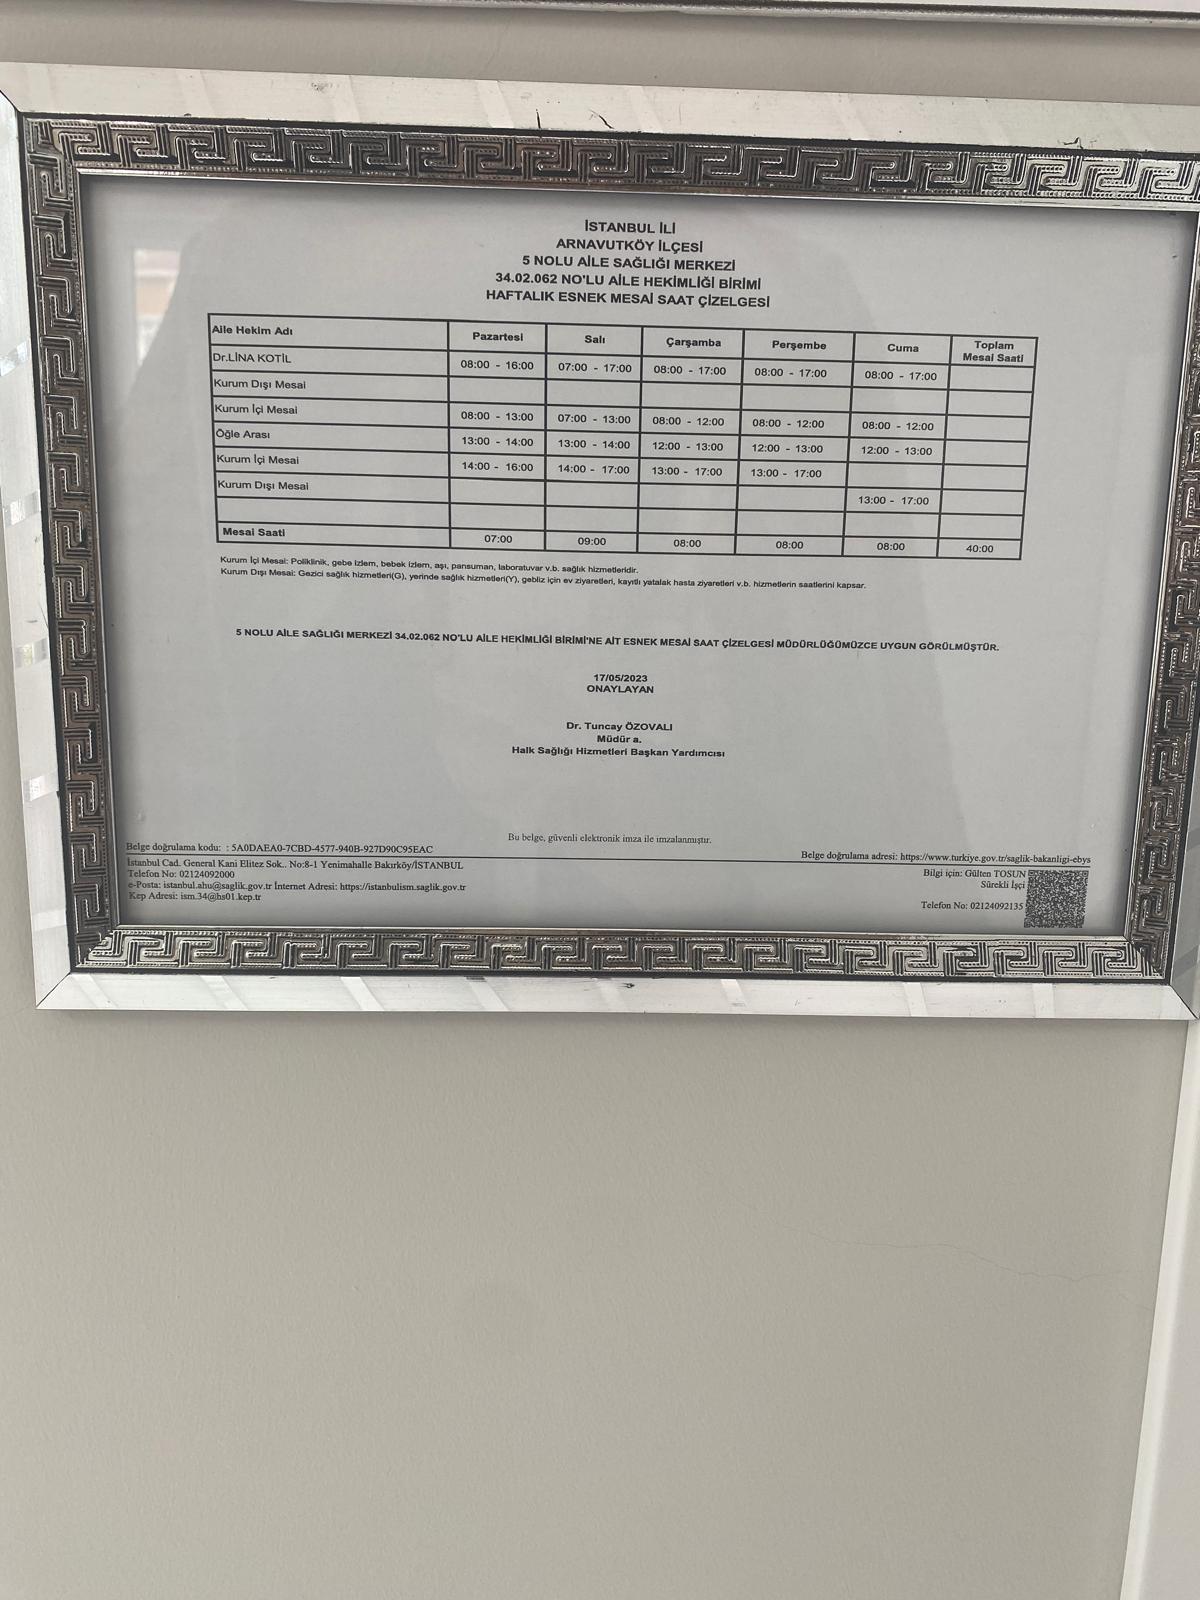 İSTANBUL İLİ
ARNAVUTKÖY İLÇESİ
5 NOLU AİLE SAĞLIĞI MERKEZİ
34.02.062 NO'LU AİLE HEKİMLİĞİ BİRİMİ
HAFTALIK ESNEK MESAİ SAAT ÇİZELGESİ
Aile Hekim Adı Pazartesi Salı Çarşamba Perşembe Cuma Toplam Mesai Saati
Dr.LİNA KOTİL 08:00 - 16:00 07:00 - 17:00 08:00 - 17:00 08:00 - 17:00 08:00 - 17:00
Kurum Dışı Mesai
Kurum İçi Mesai 08:00 - 13:00 07:00 - 13:00 08:00 - 12:00 08:00 - 12:00 08:00 - 12:00
Öğle Arası 13:00 - 14:00 13:00 - 14:00 12:00 - 13:00 12:00 - 13:00 12:00 - 13:00
Kurum İçi Mesai 14:00 - 16:00 14:00 - 17:00 13:00 - 17:00 13:00 - 17:00
Kurum Dışı Mesai 13:00 - 17:00
Mesai Saati 07:00 09:00 08:00 08:00 08:00 40:00
Kurum İçi Mesai: Poliklinik, gebe izlem, bebek izlem, aşı, pansuman, laboratuvar v.b. sağlık hizmetleridir.
Kurum Dışı Mesai: Gezici sağlık hizmetleri(G), yerinde sağlık hizmetleri(Y), gebliz için ev ziyaretleri, kayıtlı yatalak hasta ziyaretleri v.b. hizmetlerin saatlerini kapsar.
5 NOLU AİLE SAĞLIĞI MERKEZİ 34.02.062 NO'LU AİLE HEKİMLİĞİ BİRİMİ'NE AİT ESNEK MESAİ SAAT ÇİZELGESİ MÜDÜRLÜĞÜMÜZCE UYGUN GÖRÜLMÜŞTÜR.
17/05/2023
ONAYLAYAN
Dr. Tuncay ÖZOVALI
Müdür a.
Halk Sağlığı Hizmetleri Başkan Yardımcısı
Bu belge, güvenli elektronik imza ile imzalanmıştır.
Belge doğrulama kodu: : 5A0DAEA0-7CBD-4577-940B-927D90C95EAC
Belge doğrulama adresi: https://www.turkiye.gov.tr/saglik-bakanligi-ebys
İstanbul Cad. General Kani Elitez Sok.. No:8-1 Yenimahalle Bakırköy/İSTANBUL
Telefon No: 02124092000
e-Posta: istanbul.ahu@saglik.gov.tr İnternet Adresi: https://istanbulism.saglik.gov.tr
Kep Adresi: ism.34@hs01.kep.tr
Bilgi için: Gülten TOSUN
Sürekli İşçi
Telefon No: 02124092135